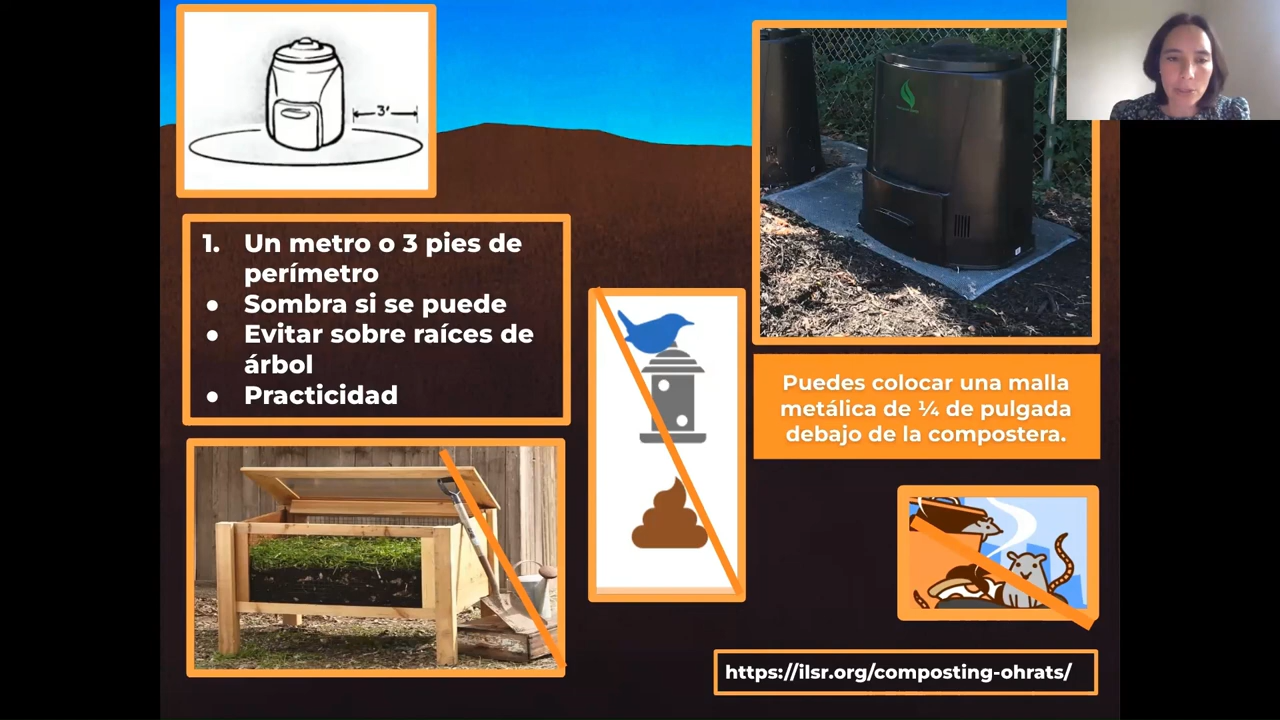 3'
1. Un metro o 3 pies de
perímetro
● Sombra si se puede
● Evitar sobre raíces de
árbol
● Practicidad
Puedes colocar una malla
metálica de ¼ de pulgada
debajo de la compostera.
https://ilsr.org/composting-ohrats/